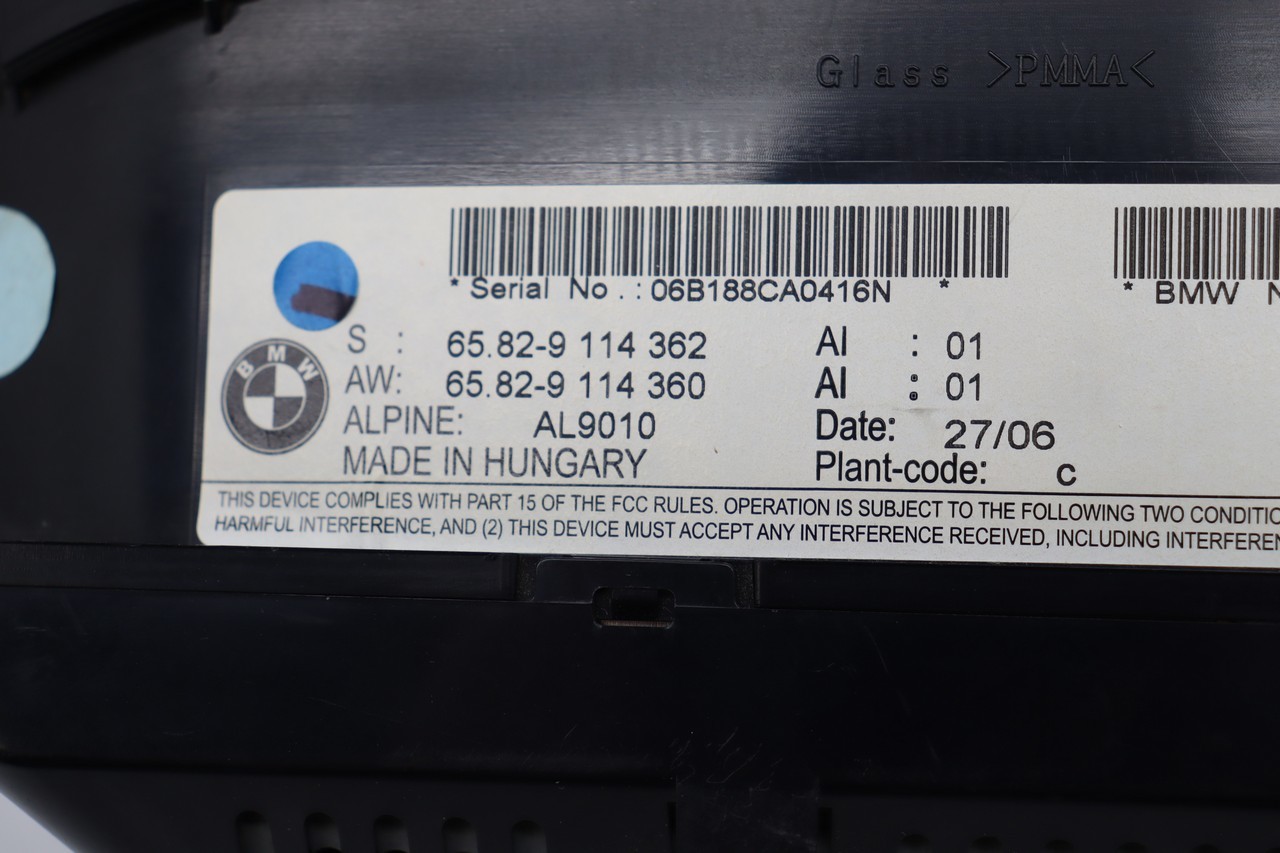 Glass >PMMA<
* Serial No.: 06B188CA0416N *
* BMW N
S : 65.82-9 114 362 AI : 01
AW: 65.82-9 114 360 AI : 01
ALPINE: AL9010 Date: 27/06
MADE IN HUNGARY Plant-code: c
BMW
THIS DEVICE COMPLIES WITH PART 15 OF THE FCC RULES. OPERATION IS SUBJECT TO THE FOLLOWING TWO CONDITIO
HARMFUL INTERFERENCE, AND (2) THIS DEVICE MUST ACCEPT ANY INTERFERENCE RECEIVED, INCLUDING INTERFEREN